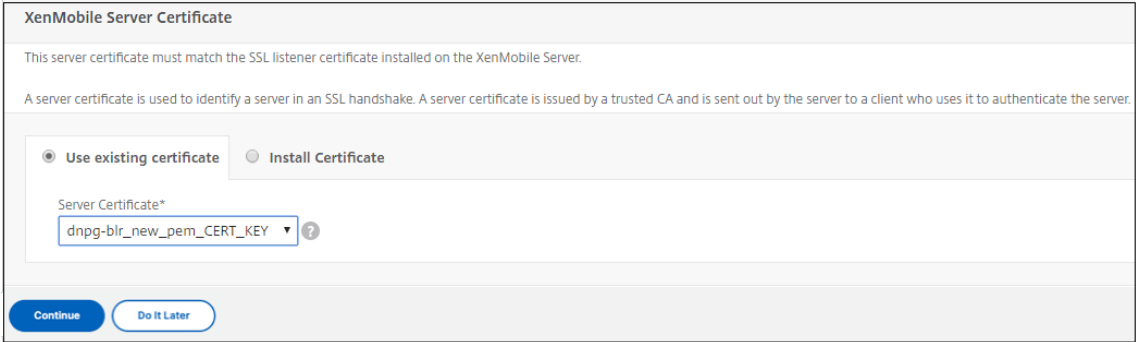 XenMobile Server Certificate
This server certificate must match the SSL listener certificate installed on the XenMobile Server.
A server certificate is used to identify a server in an SSL handshake. A server certificate is issued by a trusted CA and is sent out by the server to a client who uses it to authenticate the server.
Use existing certificate Install Certificate
Server Certificate*
dnpg-blr_new_pem_CERT_KEY ?
Continue Do It Later